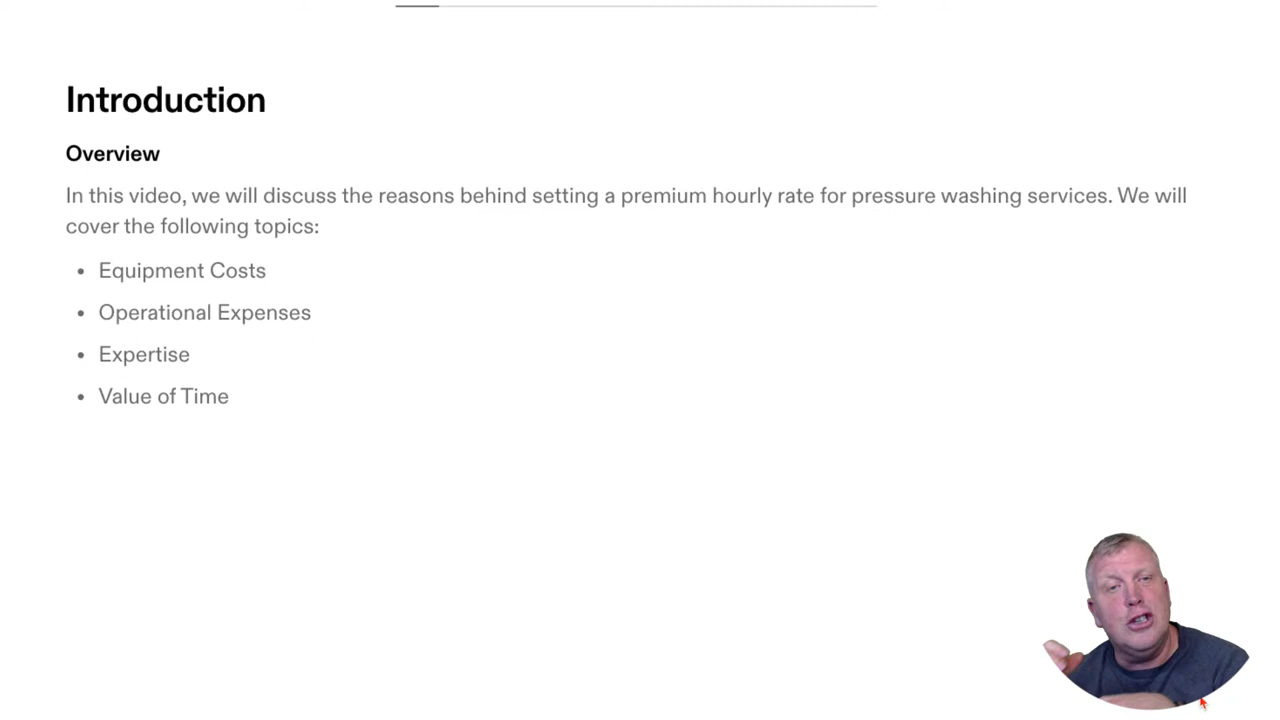 Introduction
Overview
In this video, we will discuss the reasons behind setting a premium hourly rate for pressure washing services. We will
cover the following topics:
• Equipment Costs
• Operational Expenses
• Expertise
• Value of Time